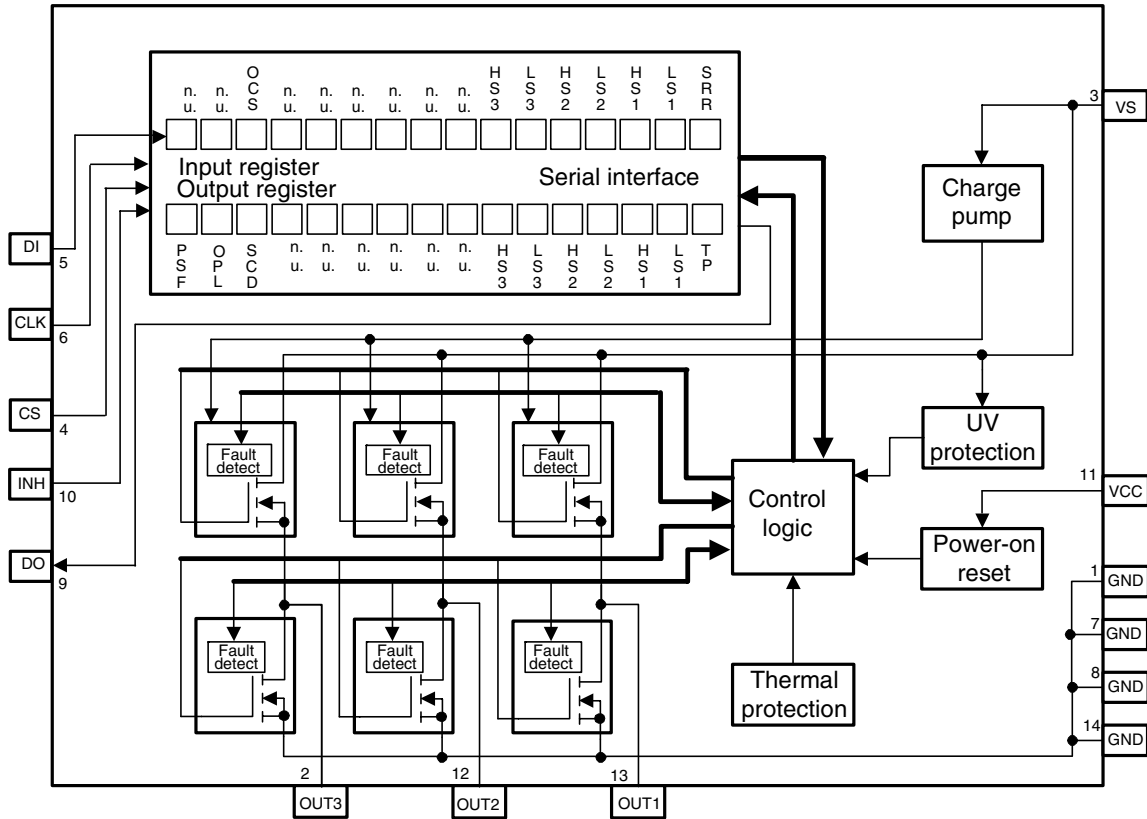 n. u.
n. u.
OCS
n. u.
n. u.
n. u.
n. u.
n. u.
n. u.
HS3
LS3
HS2
LS2
HS1
LS1
SRR
Input register
Output register
Serial interface
PSF
OPL
SCD
n. u.
n. u.
n. u.
n. u.
n. u.
n. u.
HS3
LS3
HS2
LS2
HS1
LS1
TP
3
VS
Charge
pump
DI
5
CLK
6
CS
4
INH
10
DO
9
Fault
detect
Fault
detect
Fault
detect
UV
protection
Control
logic
11
VCC
Power-on
reset
1
GND
7
GND
8
GND
14
GND
Fault
detect
Fault
detect
Fault
detect
Thermal
protection
2
OUT3
12
OUT2
13
OUT1